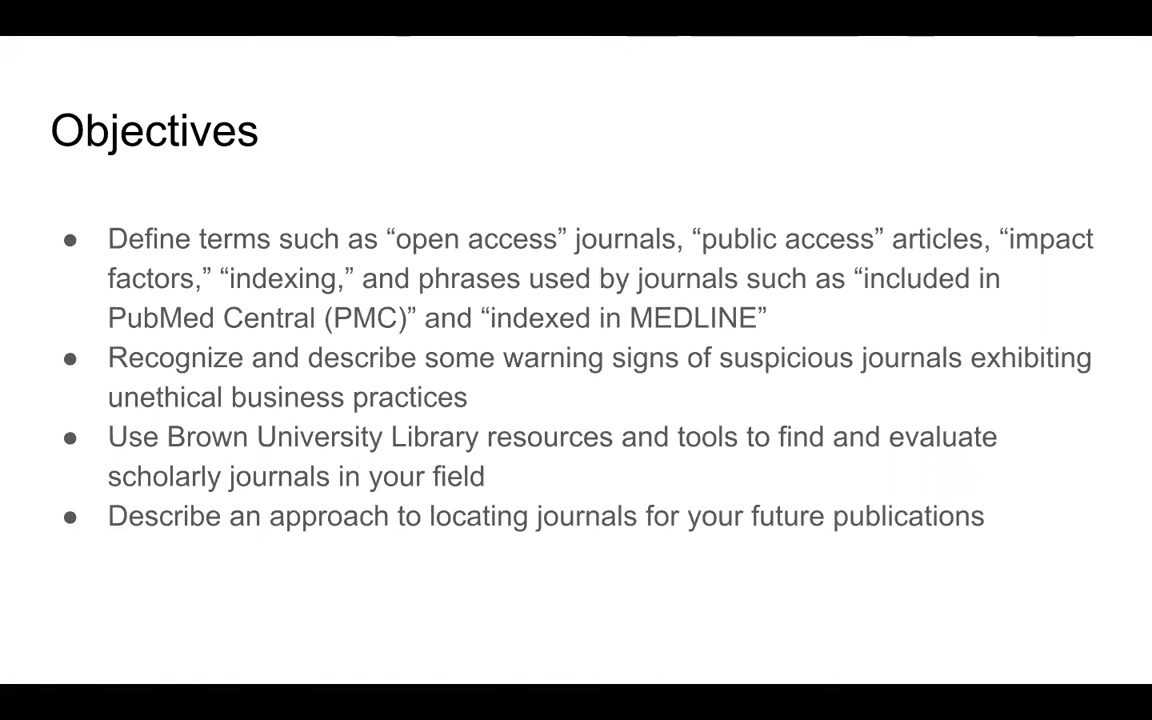 Objectives
● Define terms such as “open access” journals, “public access” articles, “impact
factors,” “indexing,” and phrases used by journals such as “included in
PubMed Central (PMC)” and “indexed in MEDLINE”
● Recognize and describe some warning signs of suspicious journals exhibiting
unethical business practices
● Use Brown University Library resources and tools to find and evaluate
scholarly journals in your field
● Describe an approach to locating journals for your future publications